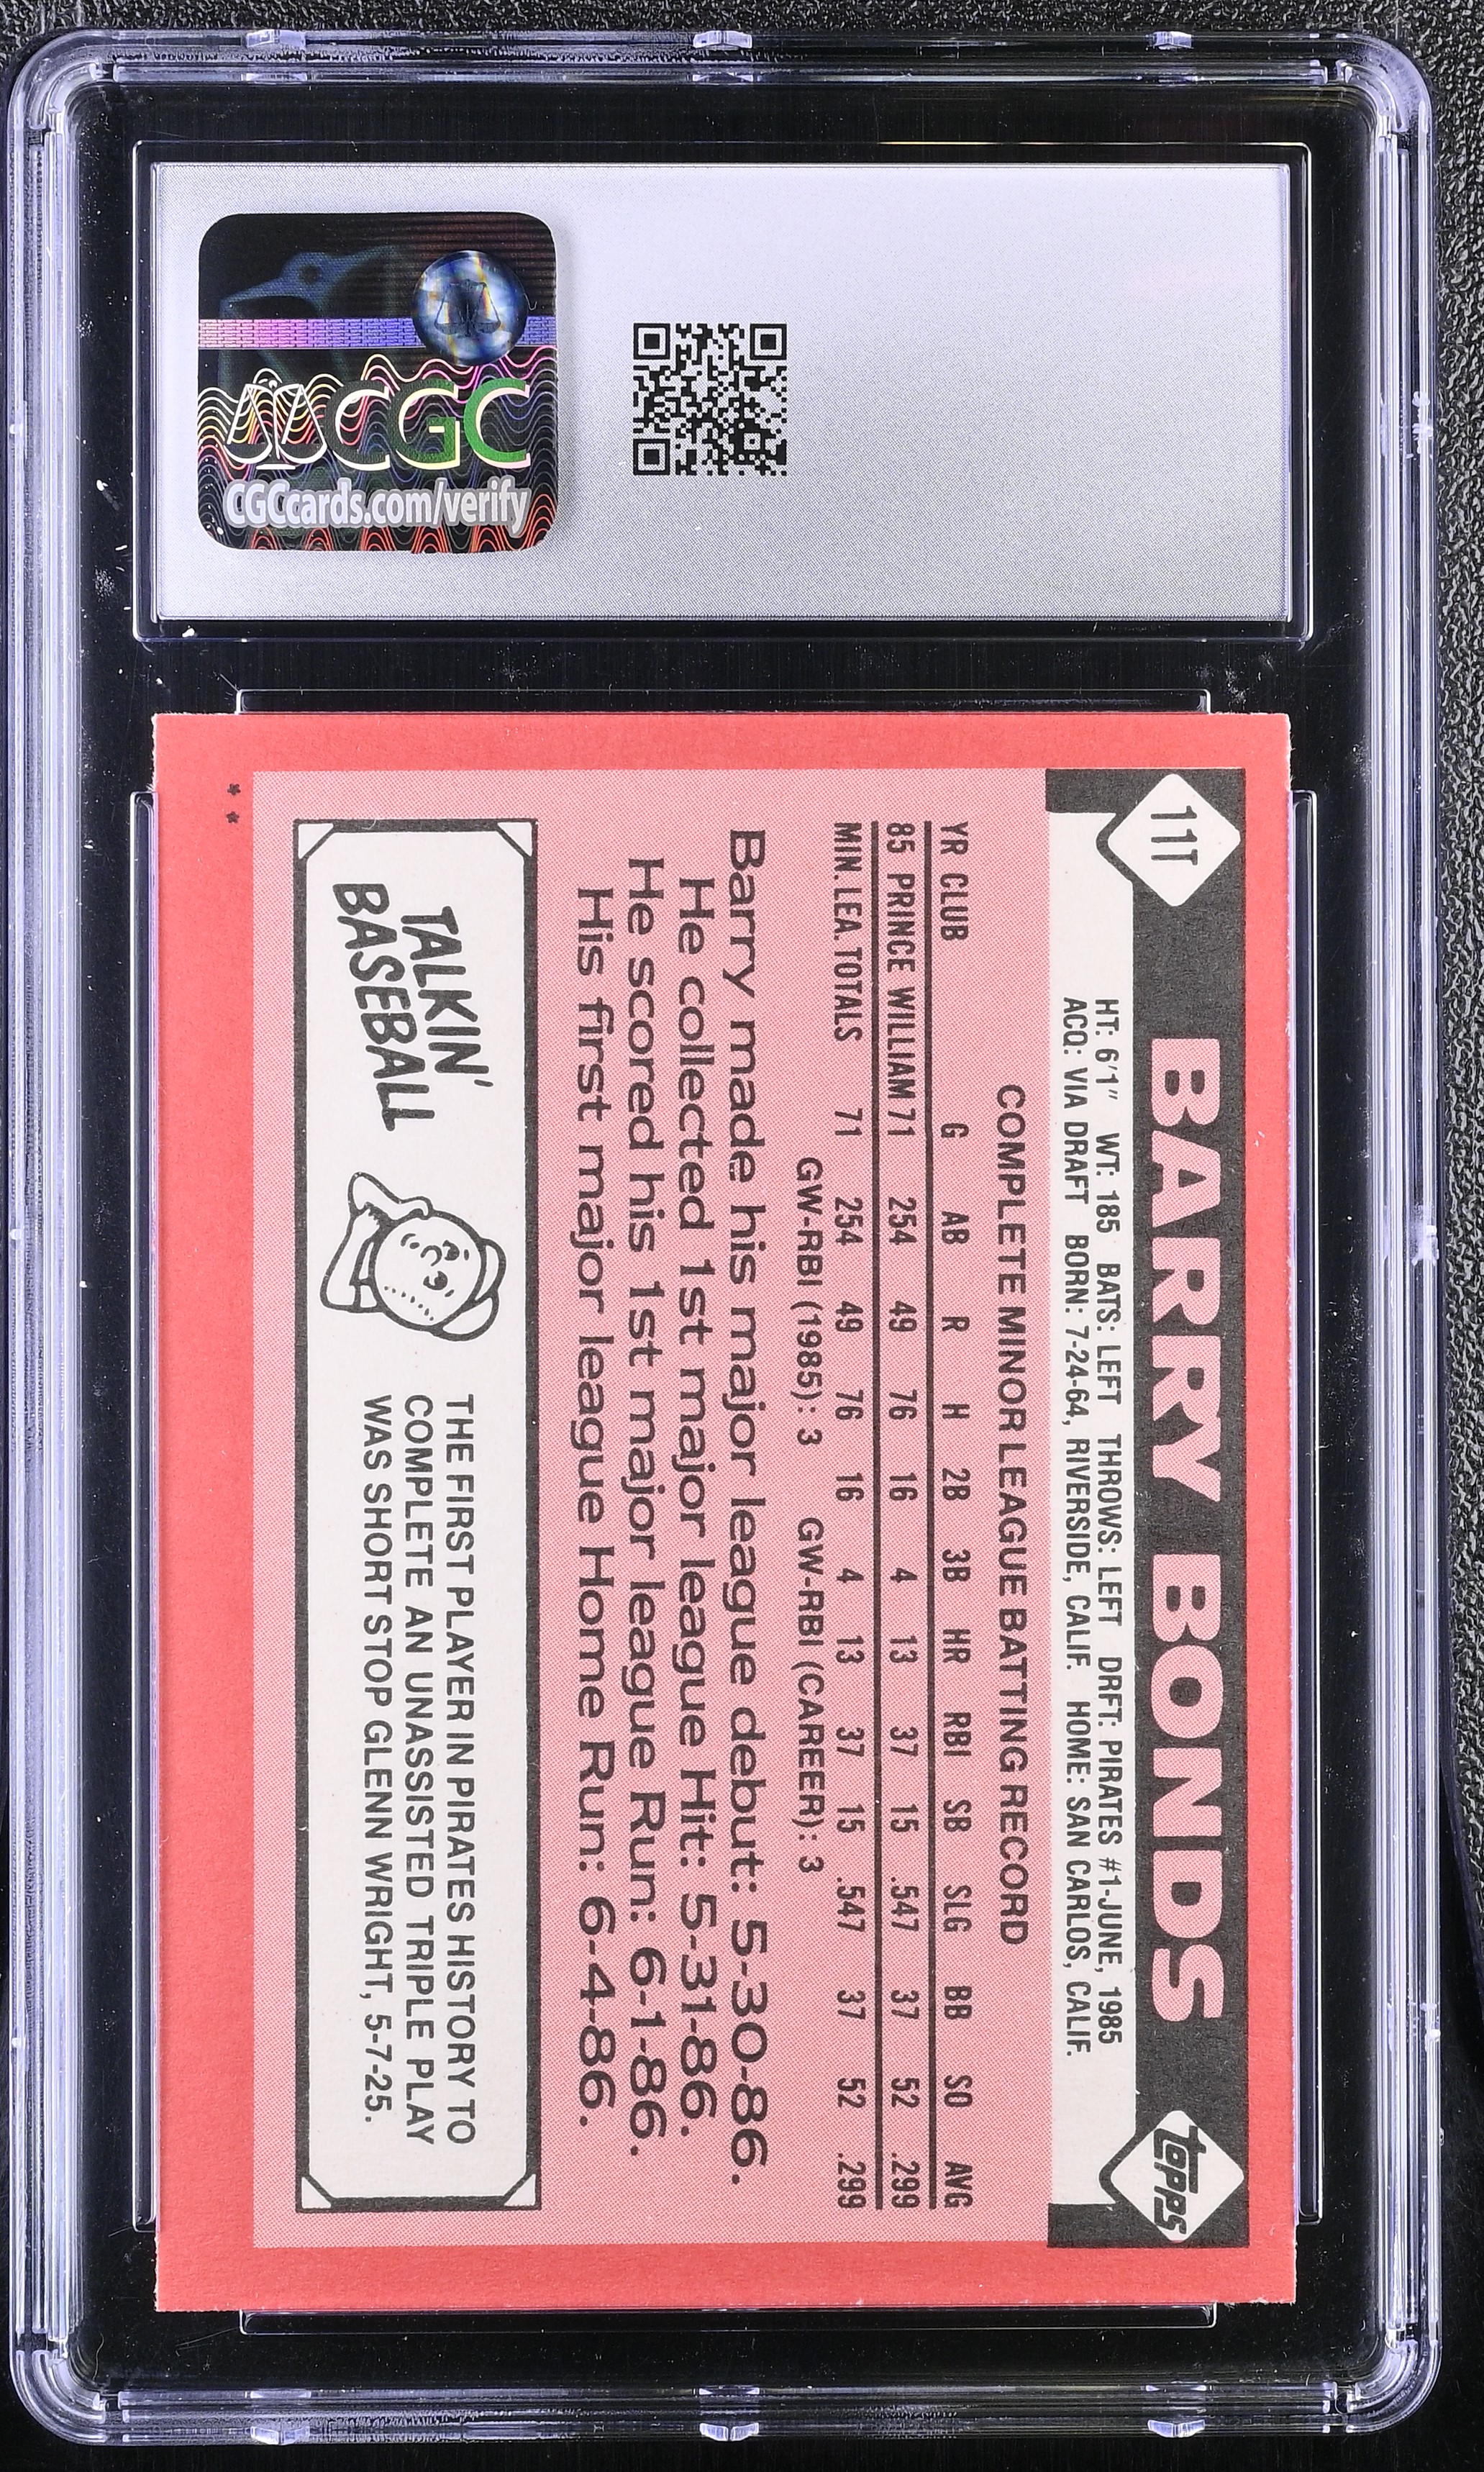 CGC
CGCcards.com/verify
11T
BARRY BONDS
topps
HT: 6'1" WT: 185 BATS: LEFT THROWS: LEFT DRFT: PIRATES #1-JUNE, 1985
ACQ: VIA DRAFT BORN: 7-24-64, RIVERSIDE, CALIF. HOME: SAN CARLOS, CALIF.
COMPLETE MINOR LEAGUE BATTING RECORD
YR CLUB G AB R H 2B 3B HR RBI SB SLG BB SO AVG
85 PRINCE WILLIAM 71 254 49 76 16 4 13 37 15 .547 37 52 .299
MIN. LEA. TOTALS 71 254 49 76 16 4 13 37 15 .547 37 52 .299
GW-RBI (1985): 3 GW-RBI (CAREER): 3
Barry made his major league debut: 5-30-86.
He collected 1st major league Hit: 5-31-86.
He scored his 1st major league Run: 6-1-86.
His first major league Home Run: 6-4-86.
TALKIN'
BASEBALL
THE FIRST PLAYER IN PIRATES HISTORY TO
COMPLETE AN UNASSISTED TRIPLE PLAY
WAS SHORT STOP GLENN WRIGHT, 5-7-25.
**